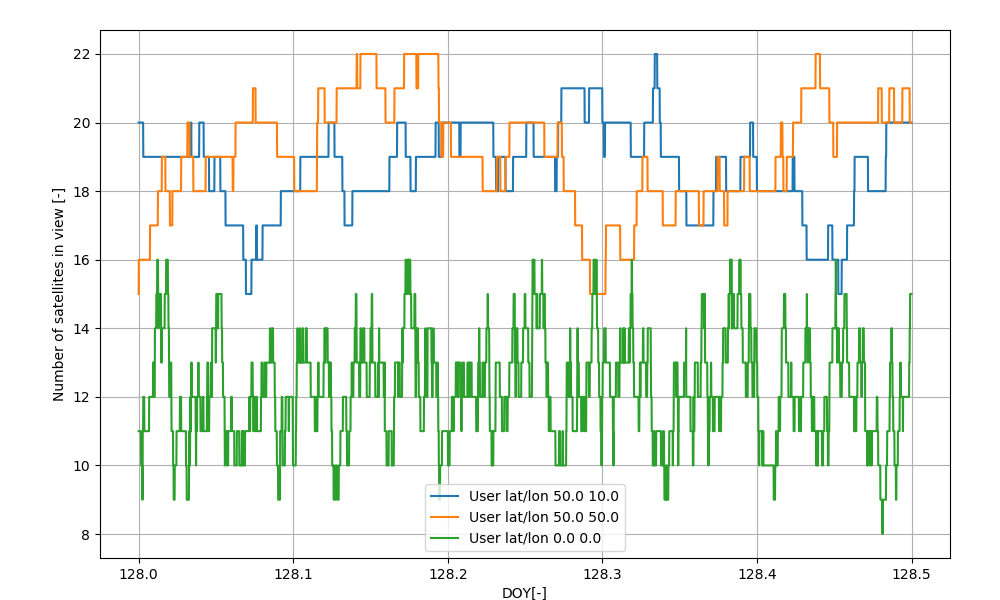 Number of satellites in view [-]
22
20
18
16
14
12
10
8
User lat/lon 50.0 10.0
User lat/lon 50.0 50.0
User lat/lon 0.0 0.0
128.0 128.1 128.2 128.3 128.4 128.5
DOY[-]